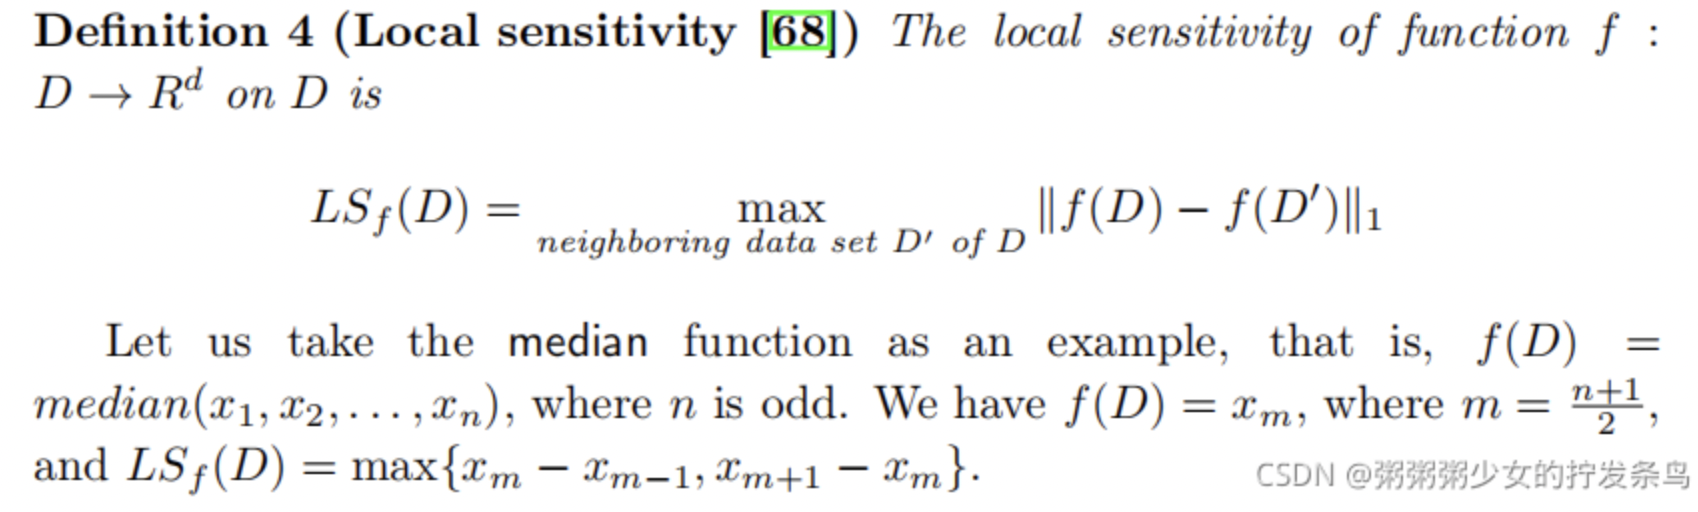 Definition 4 (Local sensitivity [68]) The local sensitivity of function f :
D → R^d on D is
LS_f(D) = max_{neighboring data set D′ of D} ‖f(D) − f(D′)‖_1
Let us take the median function as an example, that is, f(D) =
median(x_1, x_2, . . . , x_n), where n is odd. We have f(D) = x_m, where m = \frac{n+1}{2},
and LS_f(D) = max{x_m − x_{m−1}, x_{m+1} − x_m}.
CSDN @粥粥粥少女的拧发条鸟